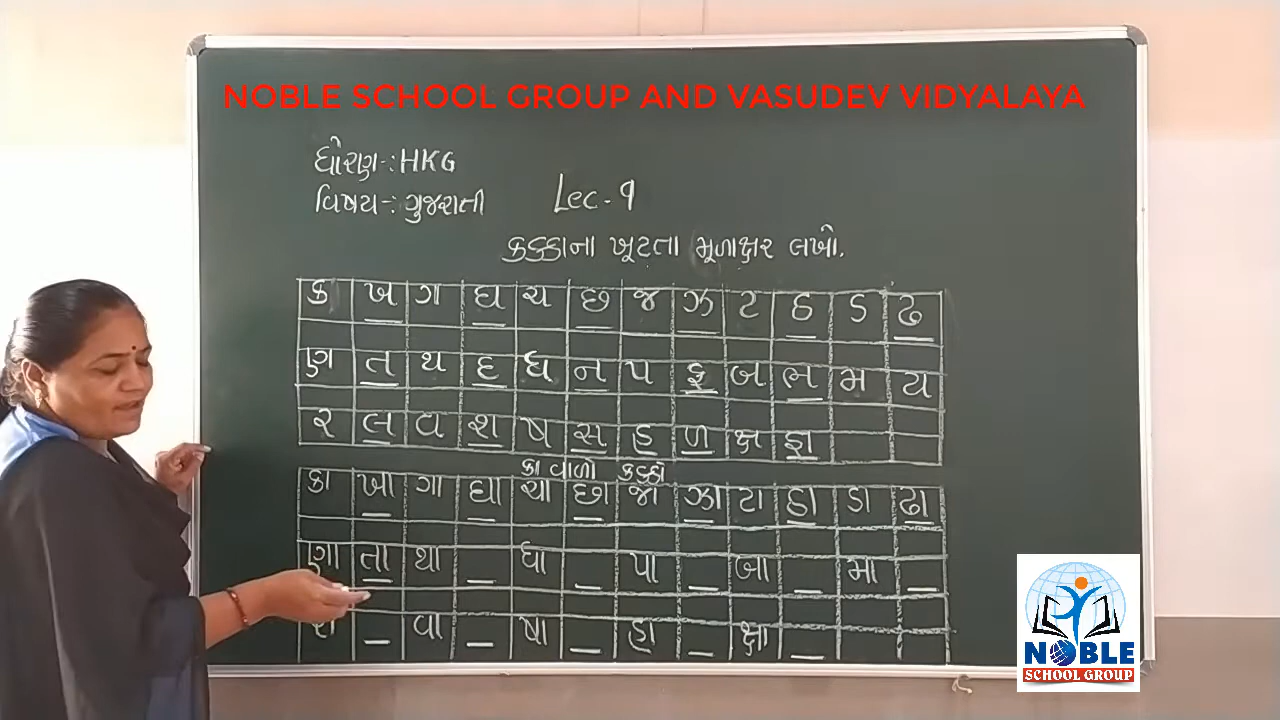 NOBLE SCHOOL GROUP AND VASUDEV VIDYALAYA
ધોરણ-: HKG
વિષય-: ગુજરાતી
Lec-9
કક્કાના ખૂટતા મૂળાક્ષર લખો.
ક ખ ગ ઘ ચ છ જ ઝ ટ ઠ ડ ઢ
ણ ત થ દ ધ ન પ ફ બ ભ મ ય
ર લ વ શ ષ સ હ ળ ક્ષ જ્ઞ
કા વાળો કક્કો
કા ખા ગા ઘા ચા છા જા ઝા ટા ઠા ડા ઢા
ણા તા થા _ ધા _ પા _ બા _ મા _
રા _ વા _ ષા _ હા _ ક્ષા _
NOBLE
SCHOOL GROUP